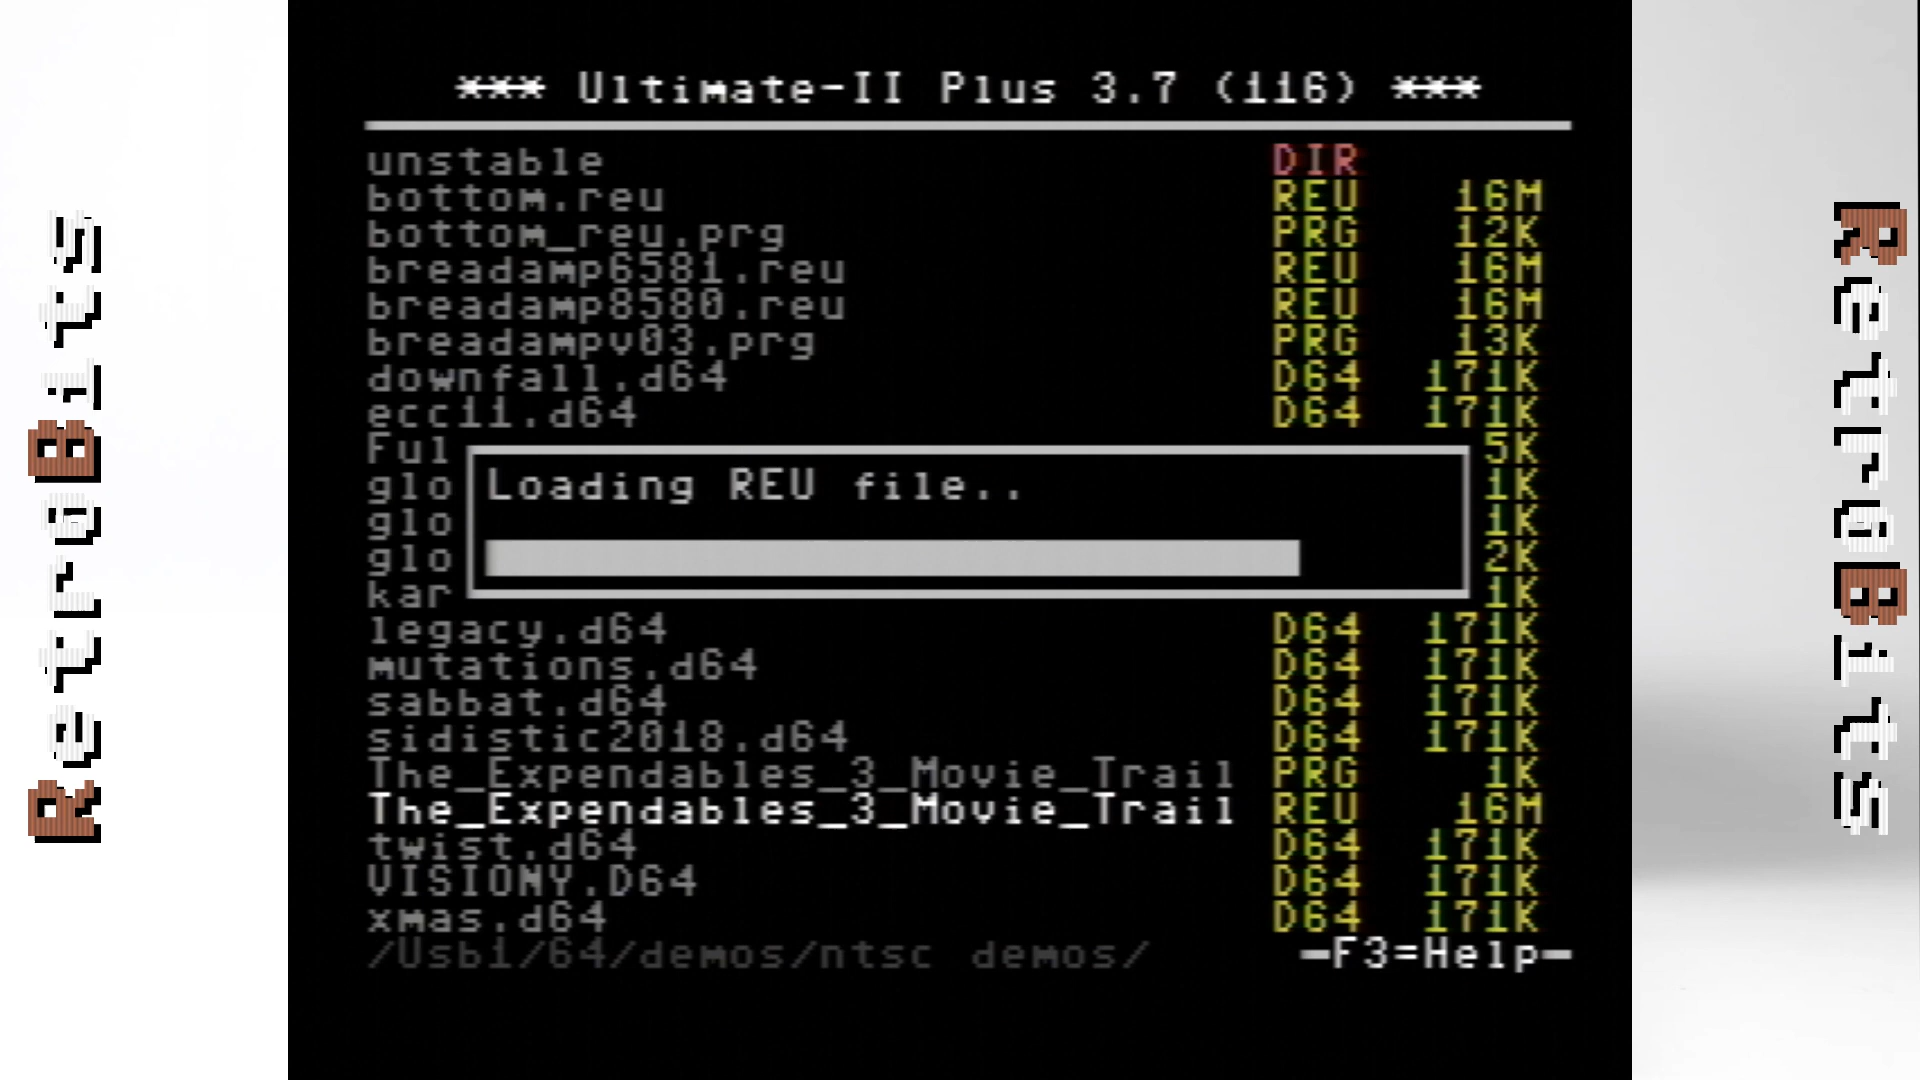 *** Ultimate-II Plus 3.7 (116) ***
unstable DIR
bottom.reu REU 16M
bottom_reu.prg PRG 12K
breadamp6581.reu REU 16M
breadamp8580.reu REU 16M
breadampv03.prg PRG 13K
downfall.d64 D64 171K
ecc11.d64 D64 171K
Ful 5K
glo 1K
Loading REU file..
glo 1K
glo 2K
kar 1K
legacy.d64 D64 171K
mutations.d64 D64 171K
sabbat.d64 D64 171K
sidistic2018.d64 D64 171K
The_Expendables_3_Movie_Trail PRG 1K
The_Expendables_3_Movie_Trail REU 16M
twist.d64 D64 171K
VISIONY.D64 D64 171K
xmas.d64 D64 171K
/Usb1/64/demos/ntsc demos/ -F3=Help-
RetroBits
RetroBits